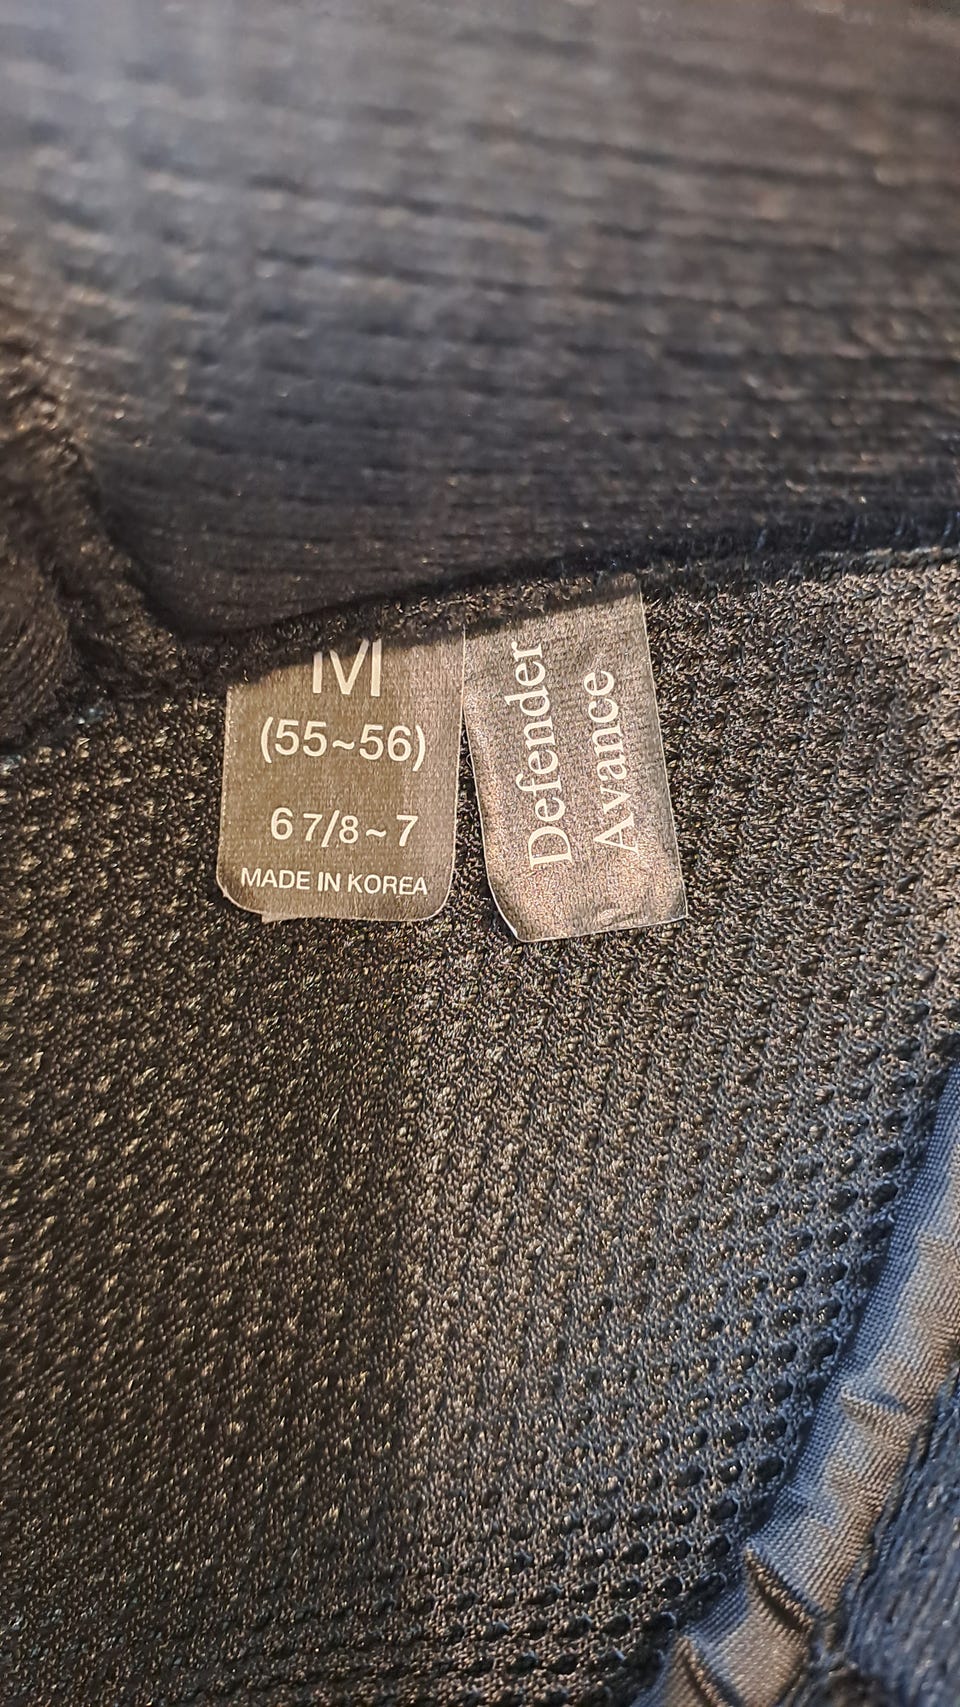 M
(55~56)
6 7/8~7
MADE IN KOREA
Defender
Avance